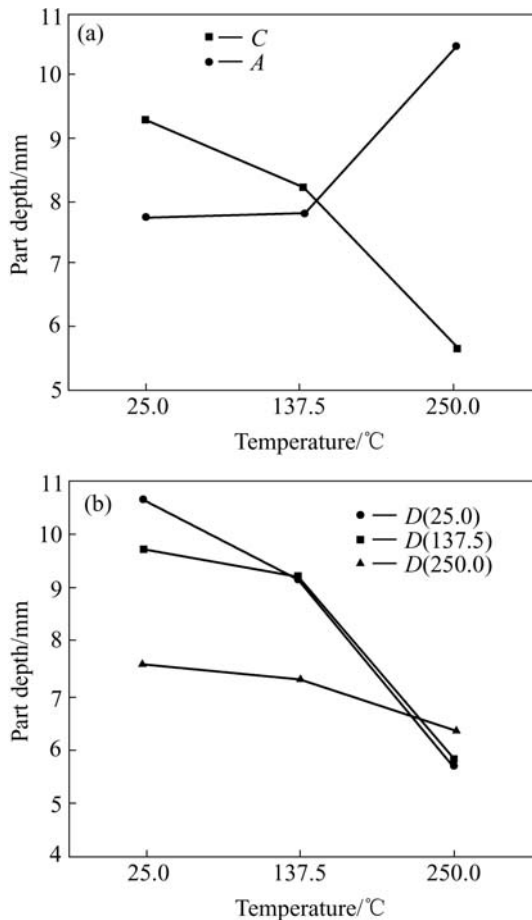 (a)
C
A
11
10
9
8
7
6
5
Part depth/mm
25.0 137.5 250.0
Temperature/℃
(b)
D(25.0)
D(137.5)
D(250.0)
11
10
9
8
7
6
5
4
Part depth/mm
25.0 137.5 250.0
Temperature/℃